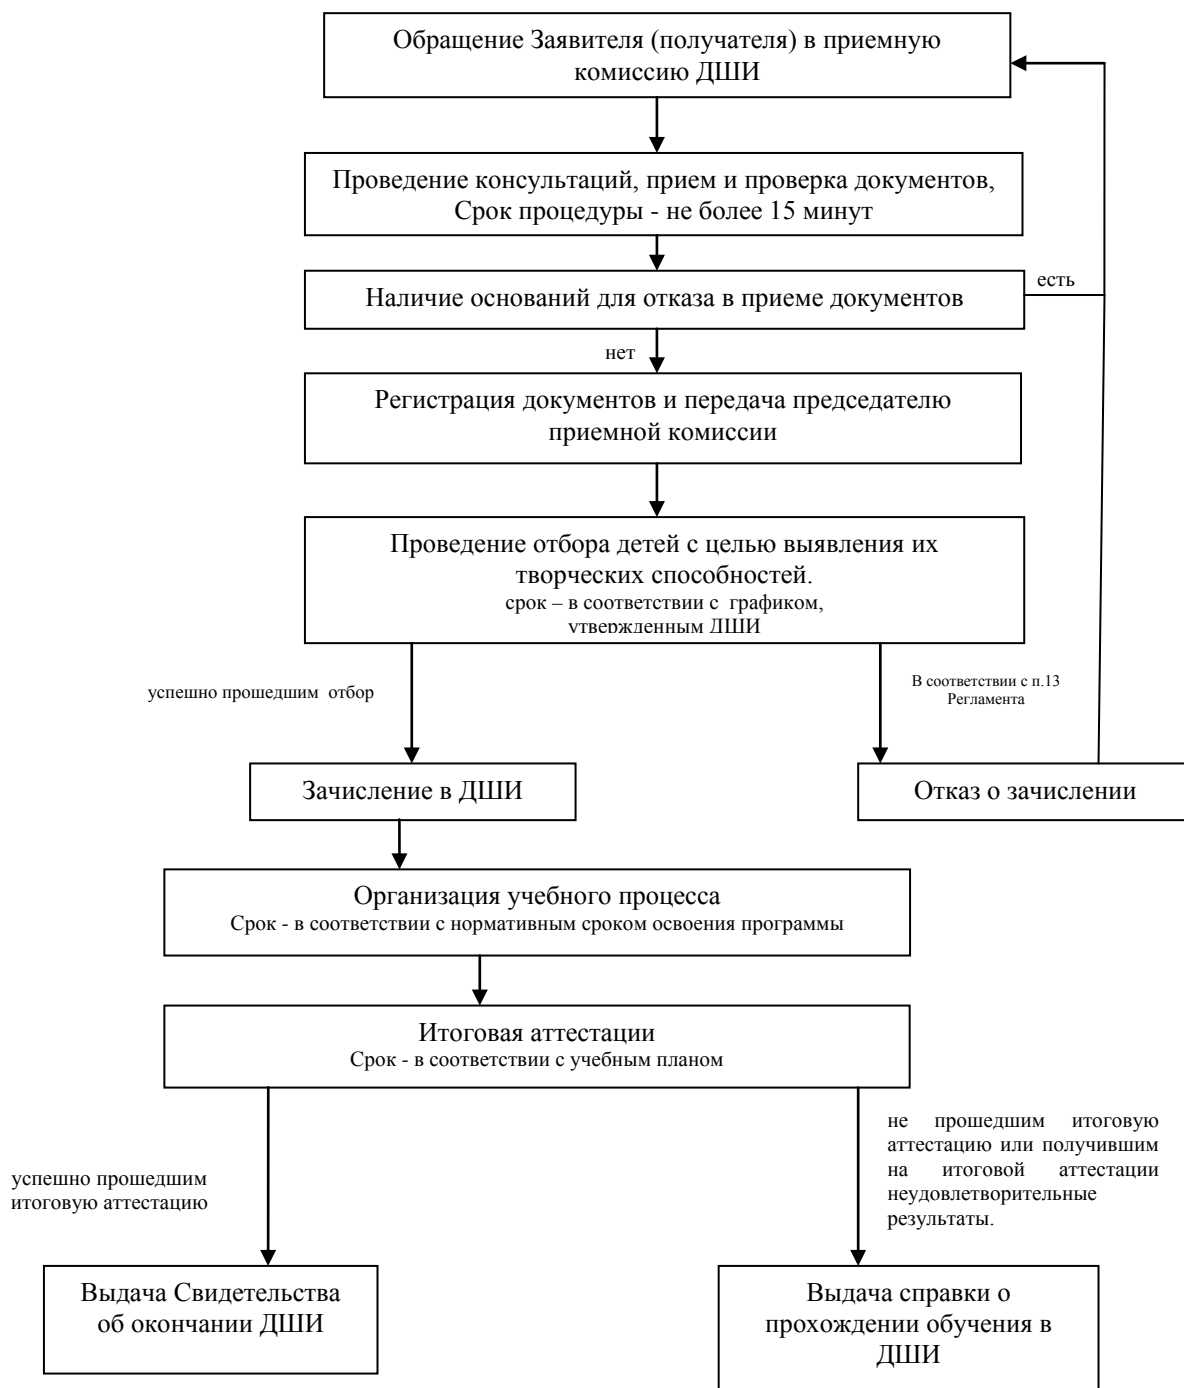 Обращение Заявителя (получателя) в приемную
комиссию ДШИ
Проведение консультаций, прием и проверка документов,
Срок процедуры - не более 15 минут
Наличие оснований для отказа в приеме документов
есть
нет
Регистрация документов и передача председателю
приемной комиссии
Проведение отбора детей с целью выявления их
творческих способностей.
срок – в соответствии с графиком,
утвержденным ДШИ
успешно прошедшим отбор
В соответствии с п.13
Регламента
Зачисление в ДШИ
Отказ о зачислении
Организация учебного процесса
Срок - в соответствии с нормативным сроком освоения программы
Итоговая аттестации
Срок - в соответствии с учебным планом
успешно прошедшим
итоговую аттестацию
не прошедшим итоговую
аттестацию или получившим
на итоговой аттестации
неудовлетворительные
результаты.
Выдача Свидетельства
об окончании ДШИ
Выдача справки о
прохождении обучения в
ДШИ